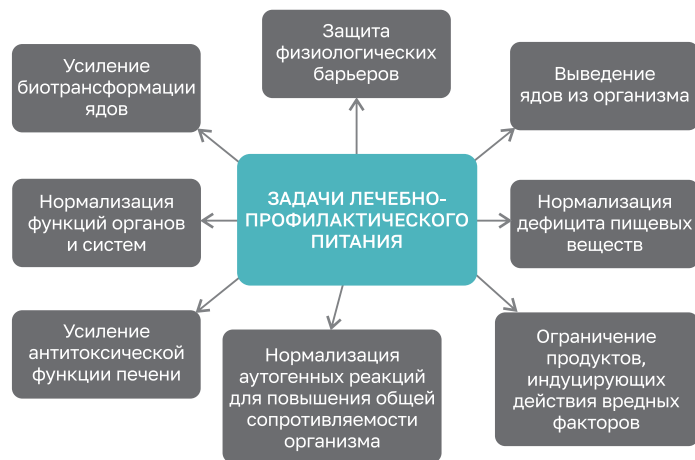 Защита
физиологических
барьеров
Усиление
биотрансформации
ядов
Выведение
ядов из организма
ЗАДАЧИ ЛЕЧЕБНО-
ПРОФИЛАКТИЧЕСКОГО
ПИТАНИЯ
Нормализация
функций органов
и систем
Нормализация
дефицита пищевых
веществ
Усиление
антитоксической
функции печени
Нормализация
аутогенных реакций
для повышения общей
сопротивляемости
организма
Ограничение
продуктов,
индуцирующих
действия вредных
факторов